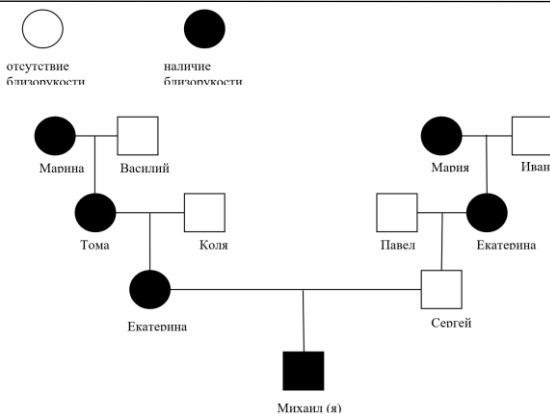 отсутствие
близорукости
наличие
близорукости
Марина Василий
Мария Иван
Тома Коля
Павел Екатерина
Екатерина
Сергей
Михаил (я)